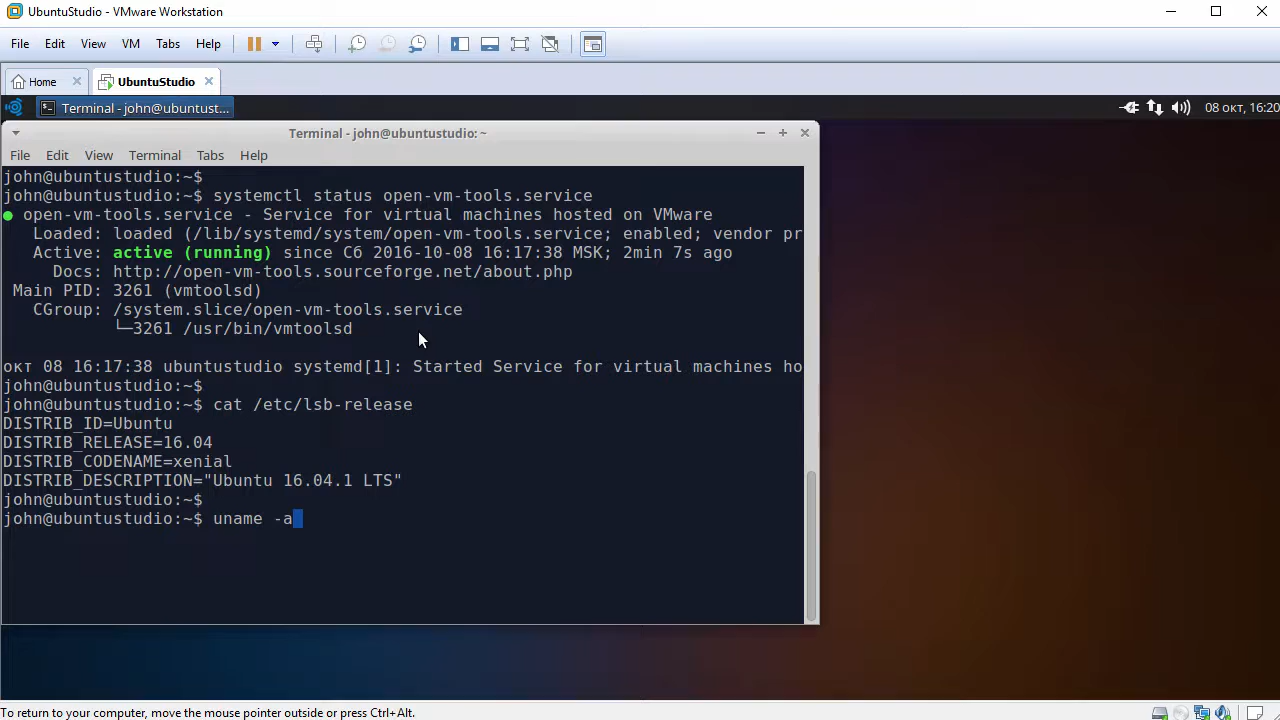 UbuntuStudio - VMware Workstation
File Edit View VM Tabs Help
Home UbuntuStudio
Terminal - john@ubuntust... 08 окт, 16:20
Terminal - john@ubuntustudio: ~
File Edit View Terminal Tabs Help
john@ubuntustudio:~$
john@ubuntustudio:~$ systemctl status open-vm-tools.service
● open-vm-tools.service - Service for virtual machines hosted on VMware
Loaded: loaded (/lib/systemd/system/open-vm-tools.service; enabled; vendor pr
Active: active (running) since Сб 2016-10-08 16:17:38 MSK; 2min 7s ago
Docs: http://open-vm-tools.sourceforge.net/about.php
Main PID: 3261 (vmtoolsd)
CGroup: /system.slice/open-vm-tools.service
└─3261 /usr/bin/vmtoolsd
окт 08 16:17:38 ubuntustudio systemd[1]: Started Service for virtual machines ho
john@ubuntustudio:~$
john@ubuntustudio:~$ cat /etc/lsb-release
DISTRIB_ID=Ubuntu
DISTRIB_RELEASE=16.04
DISTRIB_CODENAME=xenial
DISTRIB_DESCRIPTION="Ubuntu 16.04.1 LTS"
john@ubuntustudio:~$
john@ubuntustudio:~$ uname -a
To return to your computer, move the mouse pointer outside or press Ctrl+Alt.